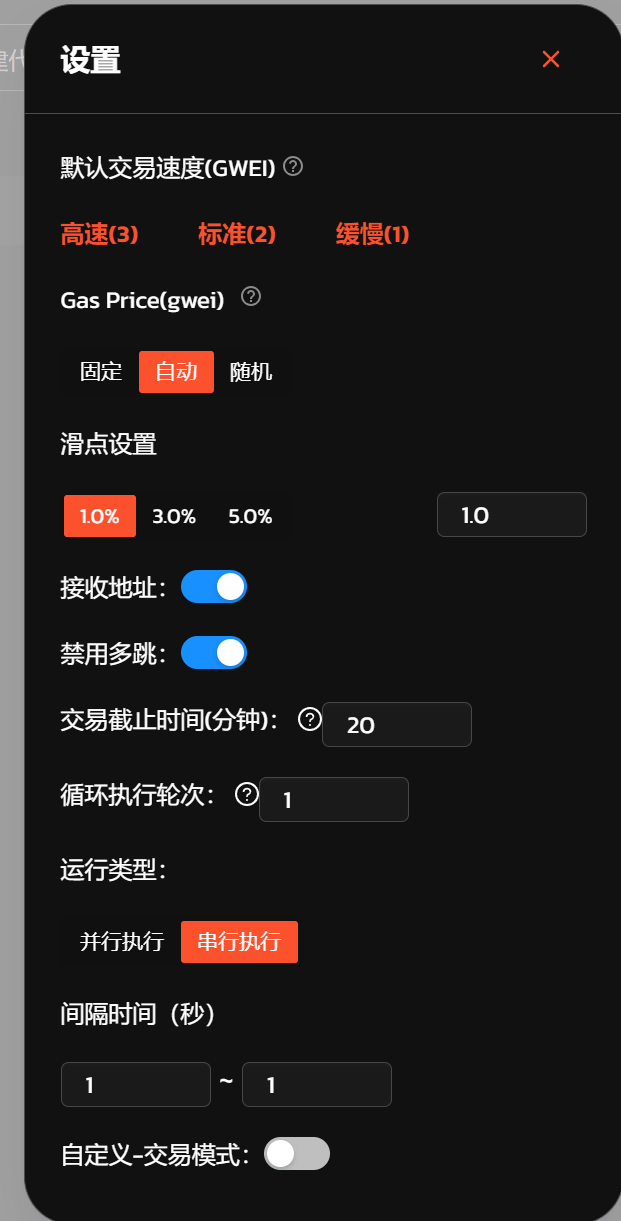 建代
设置
默认交易速度(GWEI)
高速(3) 标准(2) 缓慢(1)
Gas Price(gwei)
固定 自动 随机
滑点设置
1.0% 3.0% 5.0% 1.0
接收地址：
禁用多跳：
交易截止时间(分钟)： 20
循环执行轮次： 1
运行类型：
并行执行 串行执行
间隔时间（秒）
1 ~ 1
自定义-交易模式：